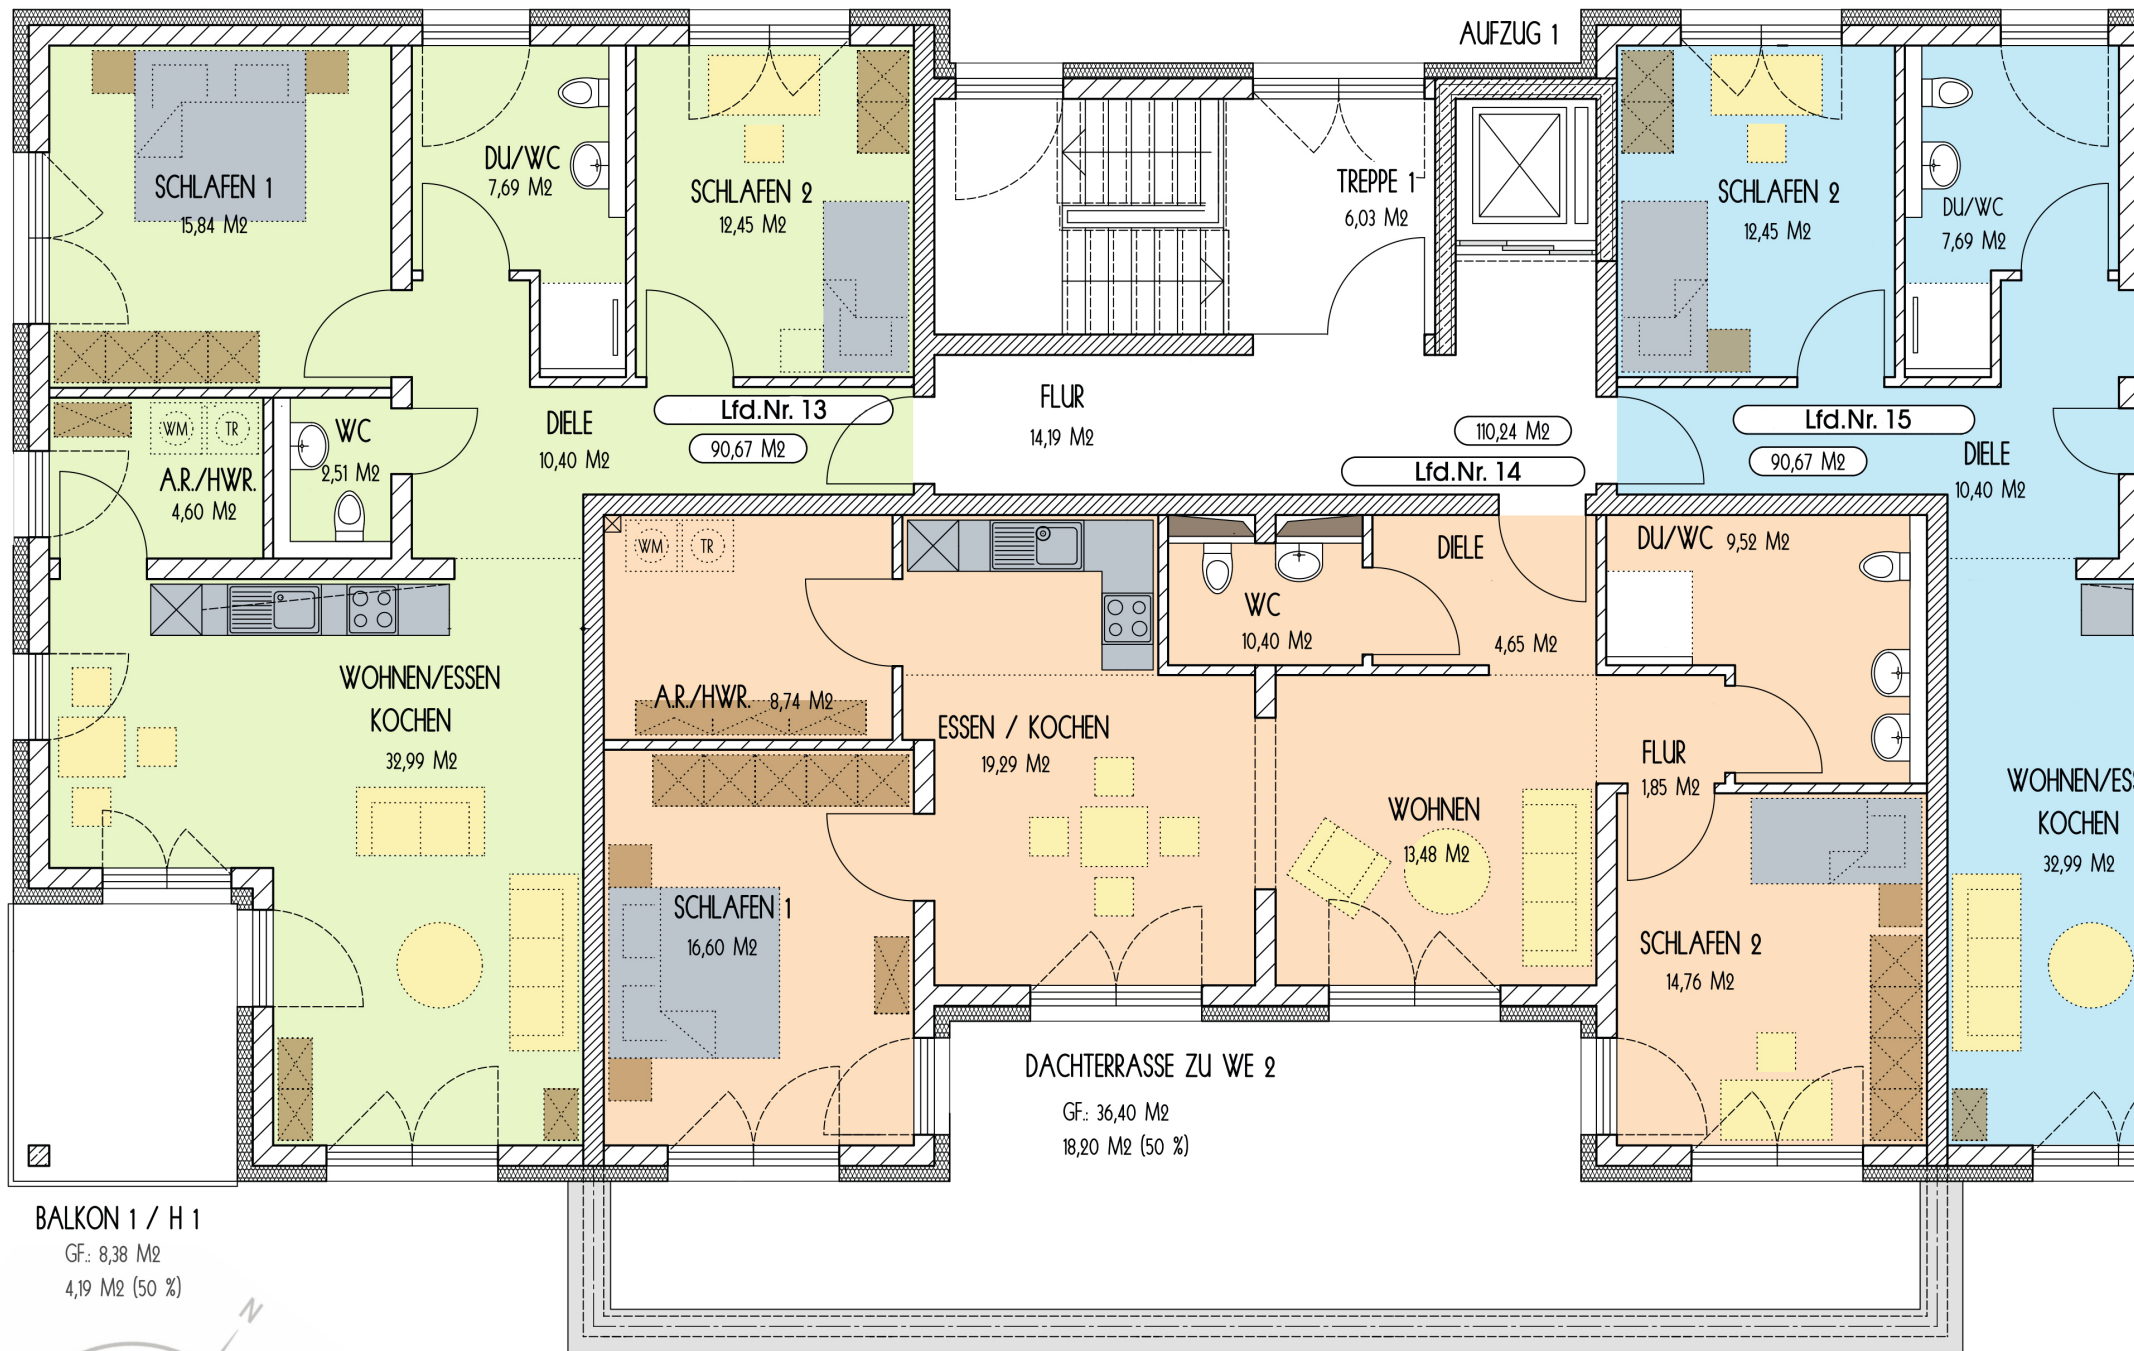 AUFZUG 1
SCHLAFEN 1
15,84 M2
DU/WC
7,69 M2
SCHLAFEN 2
12,45 M2
TREPPE 1
6,03 M2
SCHLAFEN 2
12,45 M2
DU/WC
7,69 M2
WM
TR
A.R./HWR.
4,60 M2
WC
2,51 M2
DIELE
10,40 M2
Lfd.Nr. 13
90,67 M2
FLUR
14,19 M2
110,24 M2
Lfd.Nr. 14
Lfd.Nr. 15
90,67 M2
DIELE
10,40 M2
WOHNEN/ESSEN
KOCHEN
32,99 M2
WM
TR
A.R./HWR. 8,74 M2
ESSEN / KOCHEN
19,29 M2
WC
10,40 M2
DIELE
4,65 M2
DU/WC 9,52 M2
FLUR
1,85 M2
WOHNEN
13,48 M2
SCHLAFEN 1
16,60 M2
SCHLAFEN 2
14,76 M2
WOHNEN/ESS
KOCHEN
32,99 M2
DACHTERRASSE ZU WE 2
GF.: 36,40 M2
18,20 M2 (50 %)
BALKON 1 / H 1
GF.: 8,38 M2
4,19 M2 (50 %)
N